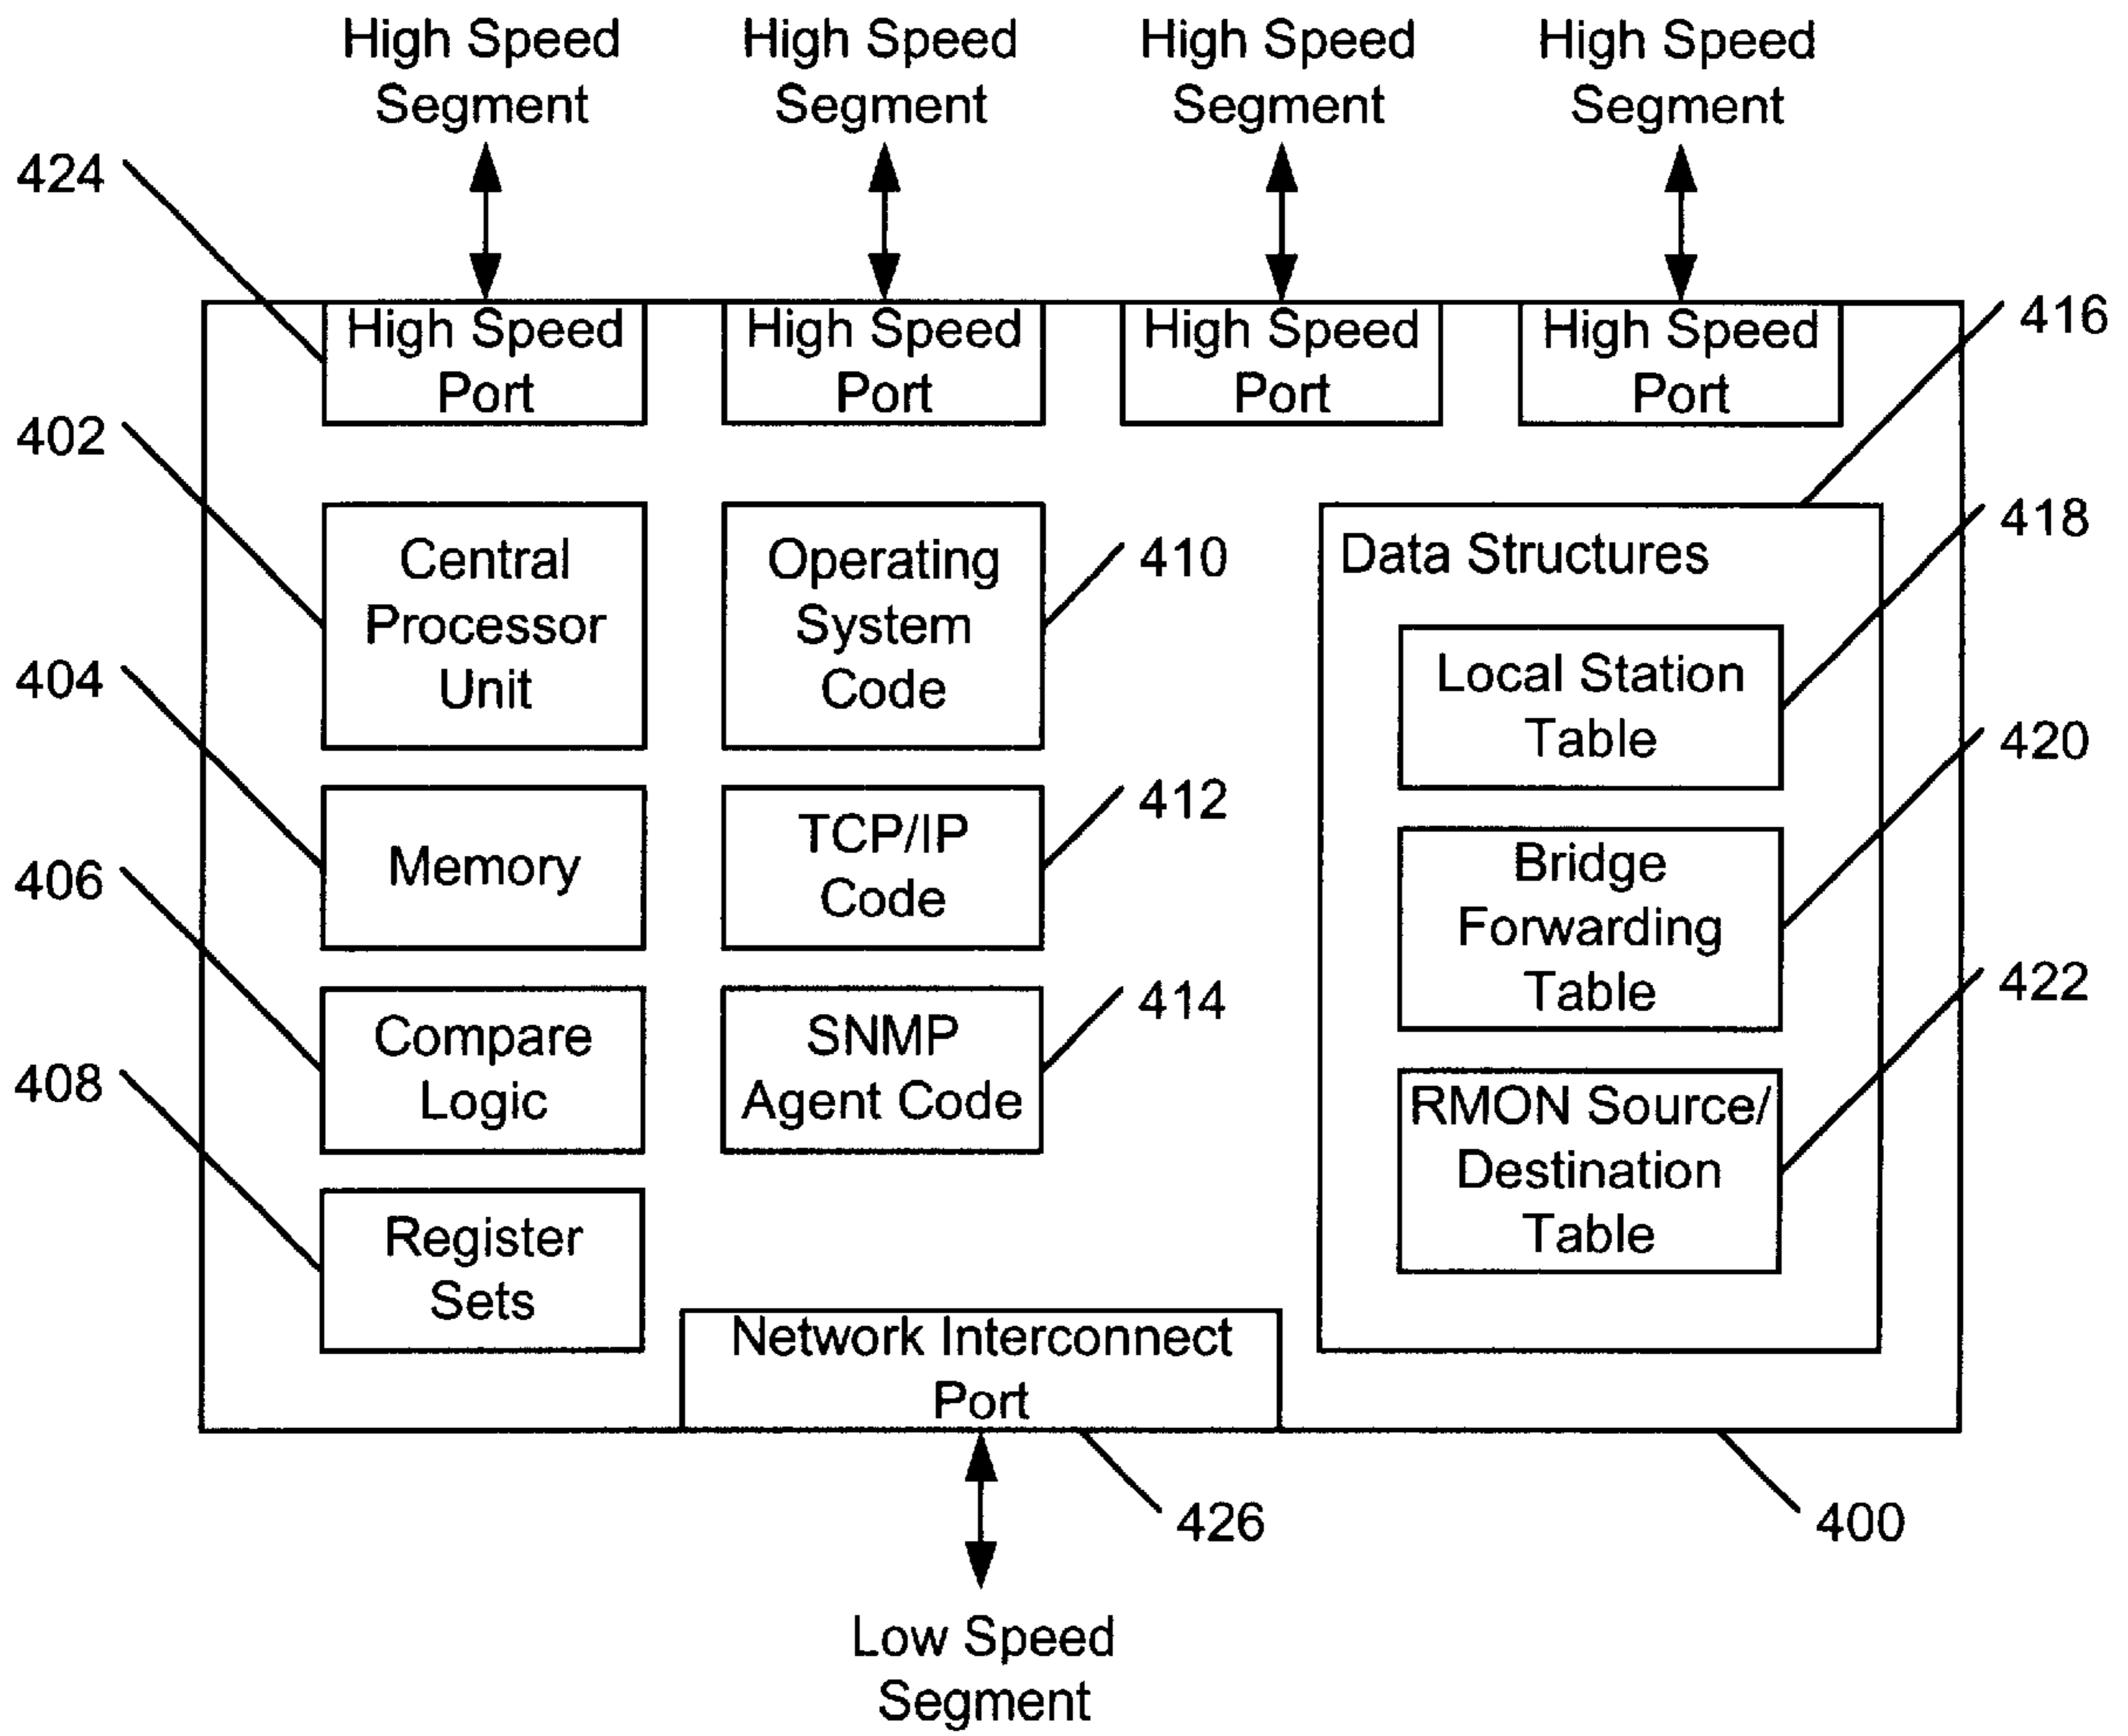 High Speed High Speed High Speed High Speed
Segment Segment Segment Segment
424
High Speed High Speed High Speed High Speed
Port Port Port Port
416
402
Central
Processor
Unit
Operating
System
Code
410
Data Structures
418
Local Station
Table
404
Memory
TCP/IP
Code
412
420
Bridge
Forwarding
Table
406
Compare
Logic
SNMP
Agent Code
414
422
RMON Source/
Destination
Table
408
Register
Sets
Network Interconnect
Port
426
400
Low Speed
Segment